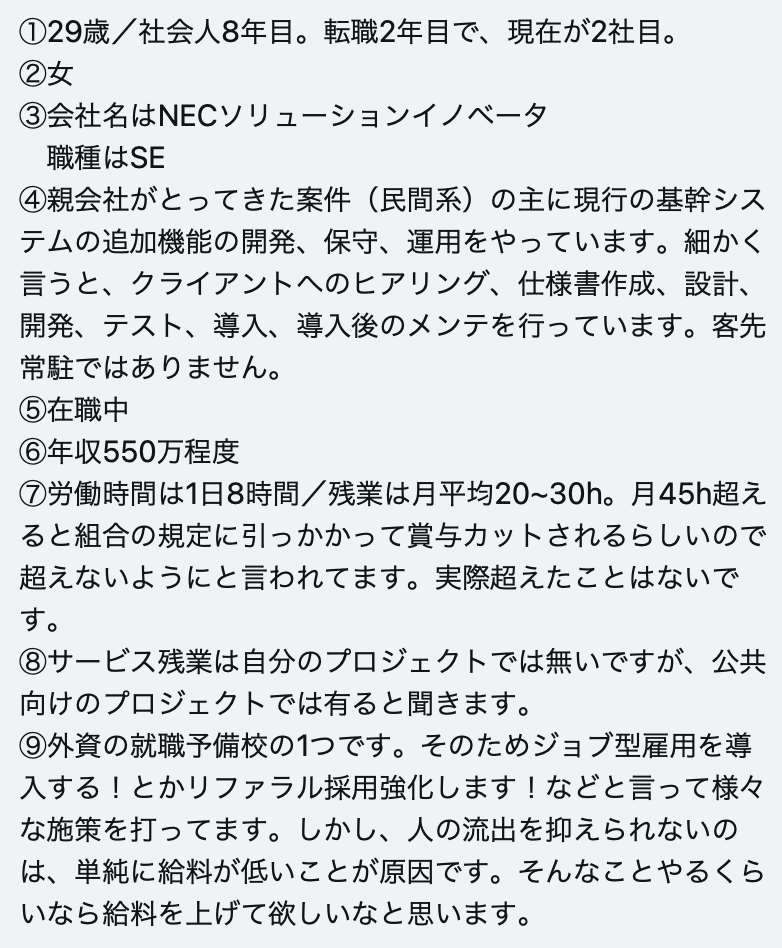 ①29歳／社会人8年目。転職2年目で、現在が2社目。
②女
③会社名はNECソリューションイノベータ
　職種はSE
④親会社がとってきた案件（民間系）の主に現行の基幹シス
テムの追加機能の開発、保守、運用をやっています。細かく
言うと、クライアントへのヒアリング、仕様書作成、設計、
開発、テスト、導入、導入後のメンテを行っています。客先
常駐ではありません。
⑤在職中
⑥年収550万程度
⑦労働時間は1日8時間／残業は月平均20~30h。月45h超え
ると組合の規定に引っかかって賞与カットされるらしいので
超えないようにと言われてます。実際超えたことはないで
す。
⑧サービス残業は自分のプロジェクトでは無いですが、公共
向けのプロジェクトでは有ると聞きます。
⑨外資の就職予備校の1つです。そのためジョブ型雇用を導
入する！とかリファラル採用強化します！などと言って様々
な施策を打ってます。しかし、人の流出を抑えられないの
は、単純に給料が低いことが原因です。そんなことやるくら
いなら給料を上げて欲しいなと思います。